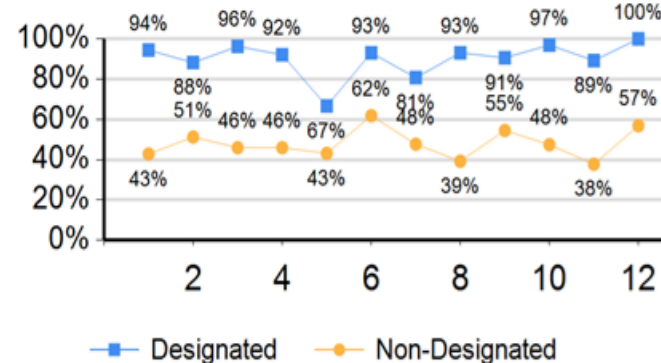 94% 96% 92% 93% 93% 97% 100%
100%
80%
88% 67% 81% 91% 89%
60%
51% 46% 46% 62% 48% 55% 48% 57%
40%
43% 43% 39% 38%
20%
0%
2 4 6 8 10 12
Designated Non-Designated